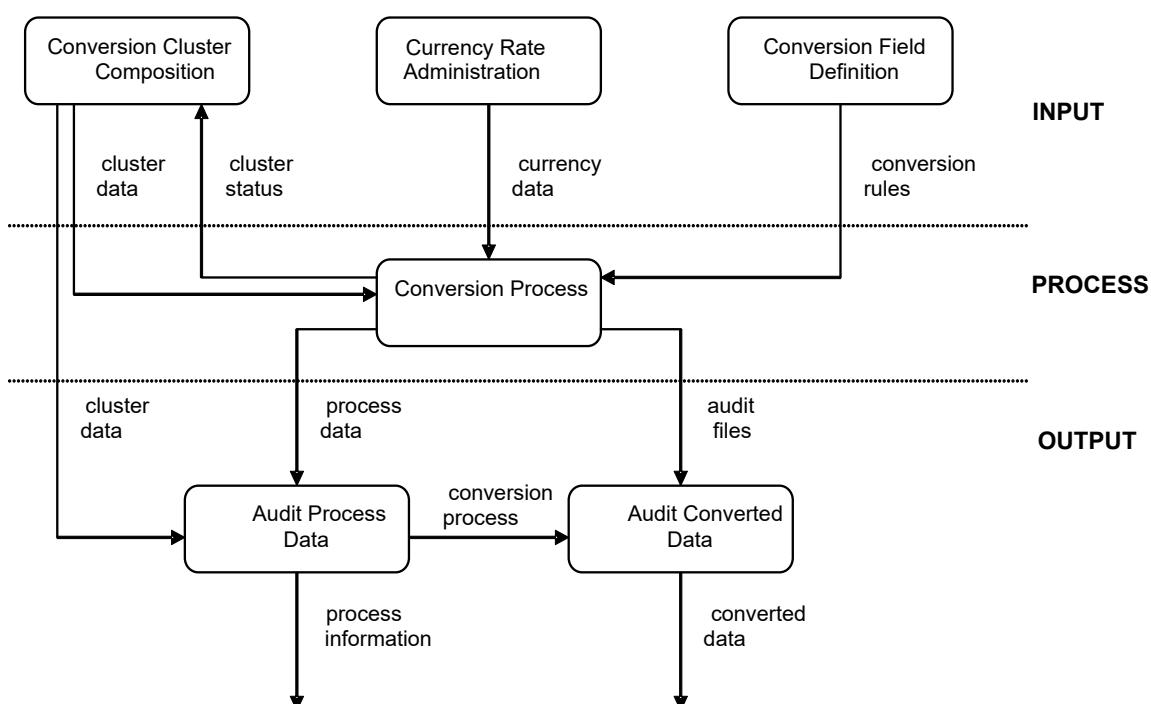 Conversion Cluster
Composition
Currency Rate
Administration
Conversion Field
Definition
INPUT
cluster
data
cluster
status
currency
data
conversion
rules
Conversion Process
PROCESS
cluster
data
process
data
audit
files
OUTPUT
Audit Process
Data
conversion
process
Audit Converted
Data
process
information
converted
data